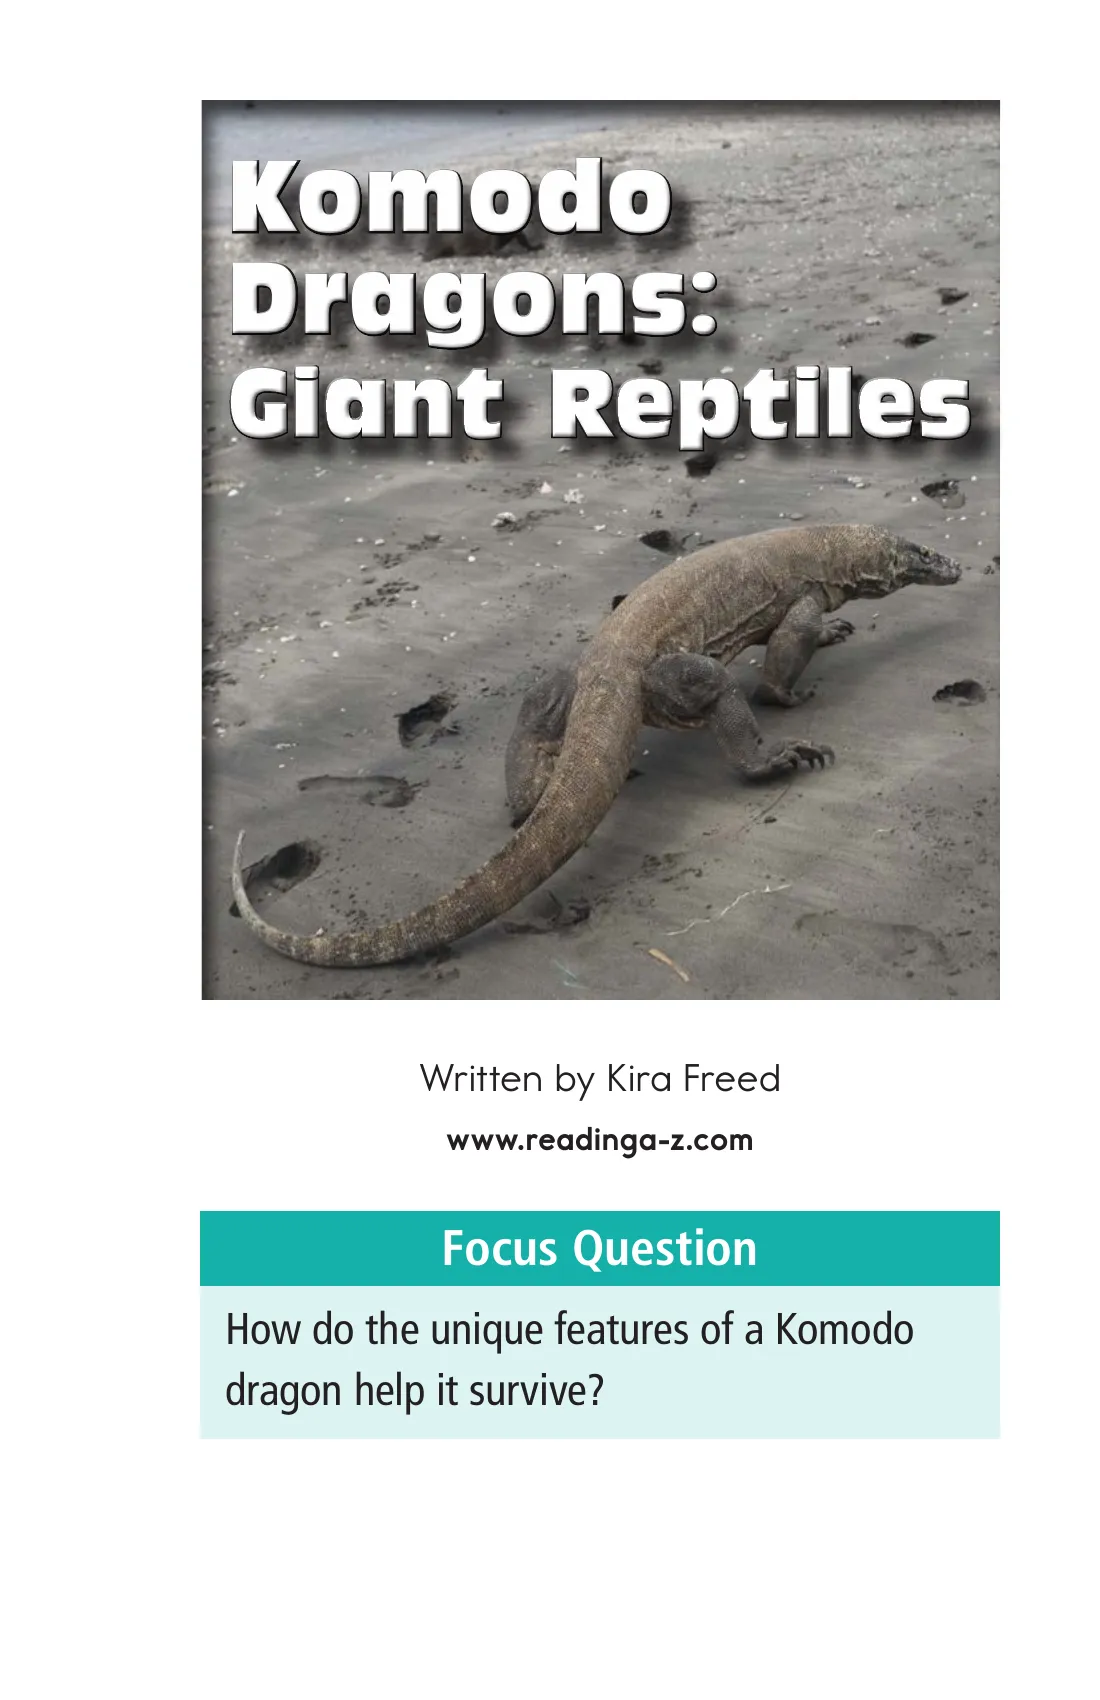 Komodo
Dragons:
Giant Reptiles
Written by Kira Freed
www.readinga-z.com
Focus Question
How do the unique features of a Komodo
dragon help it survive?